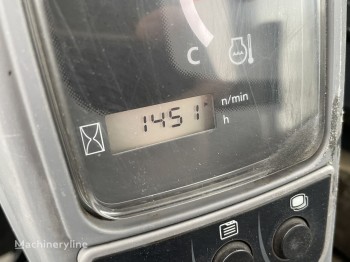 C
1451
n/min
h
Machineryline